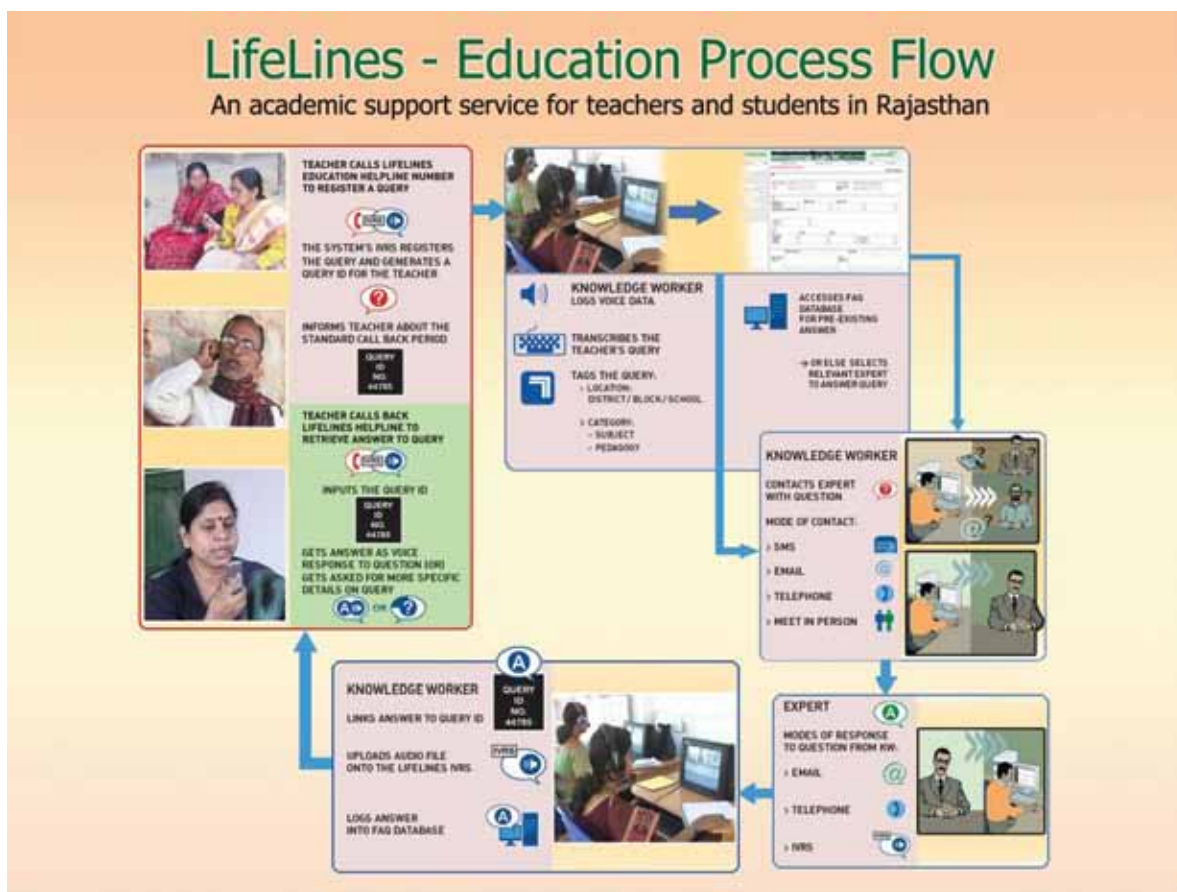 LifeLines - Education Process Flow
An academic support service for teachers and students in Rajasthan
TEACHER CALLS LIFELINES
EDUCATION HELPLINE NUMBER
TO REGISTER A QUERY
IVRS
THE SYSTEM'S IVRS REGISTERS
THE QUERY AND GENERATES A
QUERY ID FOR THE TEACHER
?
INFORMS TEACHER ABOUT THE
STANDARD CALL BACK PERIOD
QUERY
ID
NO.
44785
TEACHER CALLS BACK
LIFELINES HELPLINE TO
RETRIEVE ANSWER TO QUERY
IVRS
INPUTS THE QUERY ID
QUERY
ID
NO.
44785
GETS ANSWER AS VOICE
RESPONSE TO QUESTION (OR)
GETS ASKED FOR MORE SPECIFIC
DETAILS ON QUERY
A OR ?
KNOWLEDGE WORKER
LOGS VOICE DATA
TRANSCRIBES THE
TEACHER'S QUERY
TAGS THE QUERY:
> LOCATION:
DISTRICT / BLOCK / SCHOOL
> CATEGORY:
- SUBJECT
- PEDAGOGY
ACCESSES FAQ
DATABASE
FOR PRE-EXISTING
ANSWER
→ OR ELSE SELECTS
RELEVANT EXPERT
TO ANSWER QUERY
KNOWLEDGE WORKER
CONTACTS EXPERT
WITH QUESTION
?
MODE OF CONTACT:
> SMS
> EMAIL @
> TELEPHONE
> MEET IN PERSON
EXPERT
A
MODES OF RESPONSE
TO QUESTION FROM KW:
> EMAIL @
> TELEPHONE
> IVRS IVRS
A
KNOWLEDGE WORKER
LINKS ANSWER TO QUERY ID
QUERY
ID
NO.
44785
UPLOADS AUDIO FILE
ONTO THE LIFELINES IVRS
IVRS
LOGS ANSWER
INTO FAQ DATABASE
A